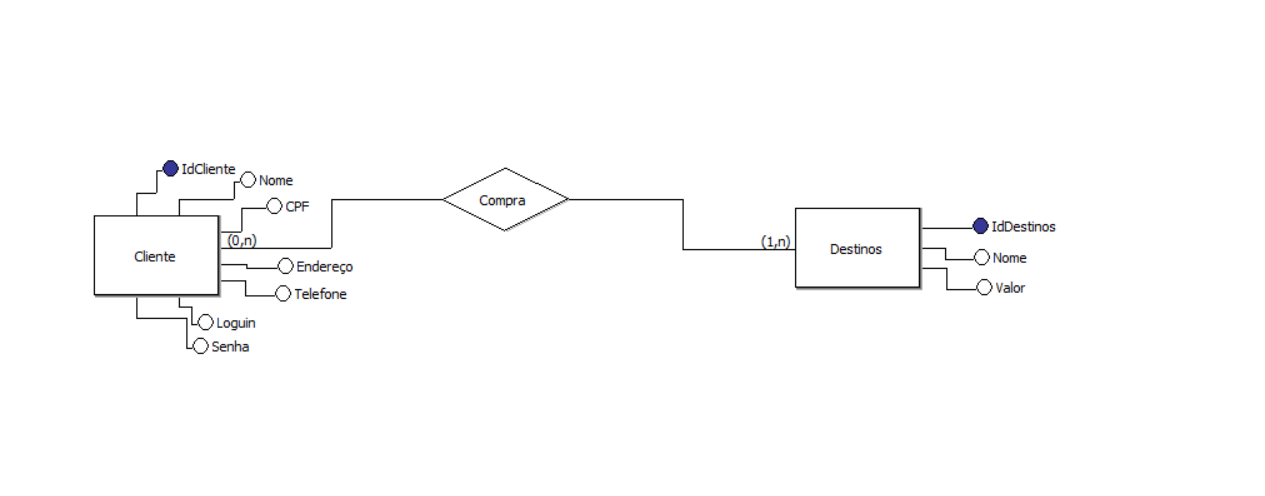 IdCliente
Nome
CPF
(0,n)
Cliente
Endereço
Telefone
Loguin
Senha
Compra
(1,n)
Destinos
IdDestinos
Nome
Valor